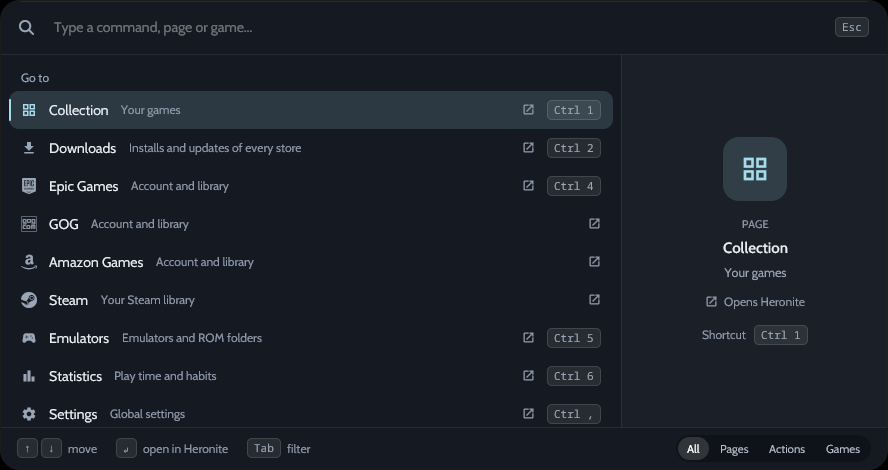 Type a command, page or game...
Esc
Go to
Collection Your games Ctrl 1
Downloads Installs and updates of every store Ctrl 2
EPIC GAMES Epic Games Account and library Ctrl 4
GOG COM GOG Account and library
a Amazon Games Account and library
Steam Your Steam library
Emulators Emulators and ROM folders Ctrl 5
Statistics Play time and habits Ctrl 6
Settings Global settings Ctrl ,
PAGE
Collection
Your games
Opens Heronite
Shortcut Ctrl 1
↑ ↓ move ↲ open in Heronite Tab filter
All Pages Actions Games